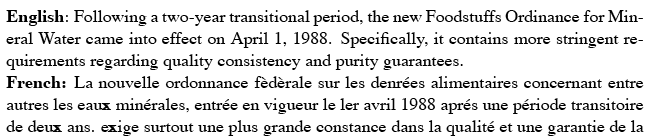 English: Following a two-year transitional period, the new Foodstuffs Ordinance for Min-
eral Water came into effect on April 1, 1988. Specifically, it contains more stringent re-
quirements regarding quality consistency and purity guarantees.
French: La nouvelle ordonnance fèdèrale sur les denrées alimentaires concernant entre
autres les eaux minérales, entrée en vigueur le ler avril 1988 aprés une période transitoire
de deux ans. exige surtout une plus grande constance dans la qualité et une garantie de la